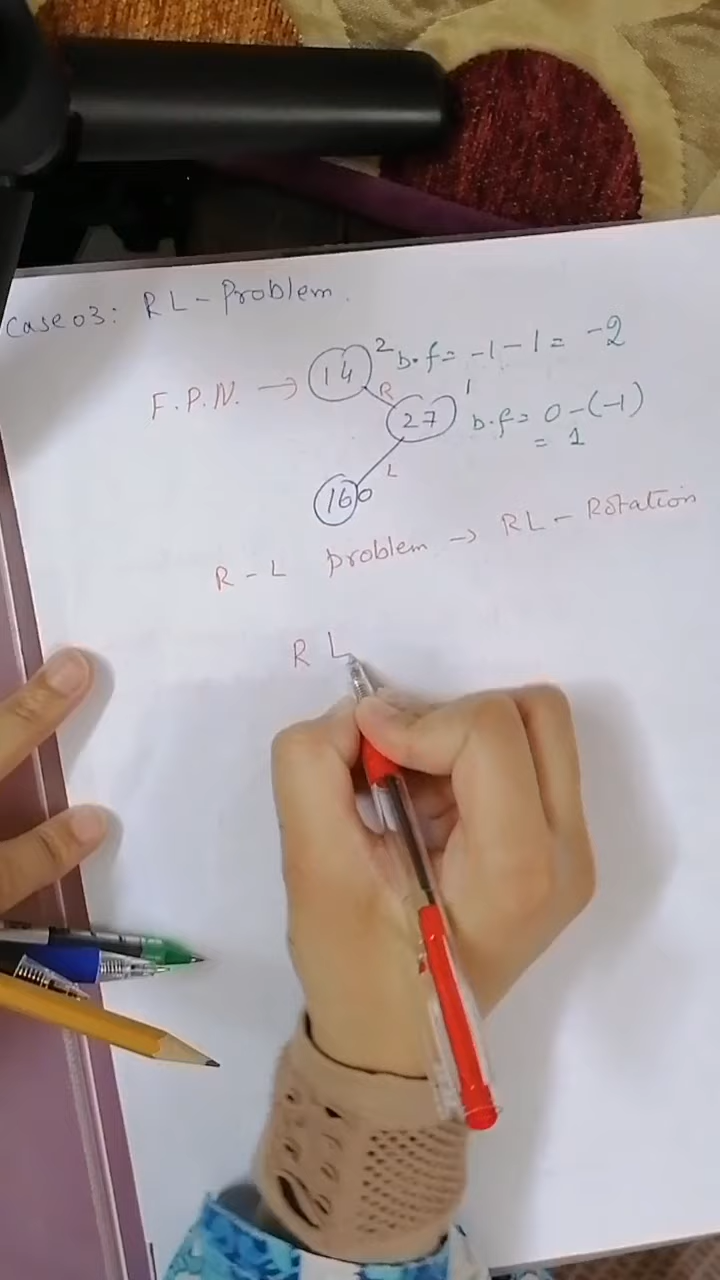 Case 03: RL - Problem.
F.P.N. → 14 2 b.f = -1 - 1 = -2
R
27 1 b.f = 0 - (-1)
= 1
L
16 0
R - L problem → RL - Rotation
R L